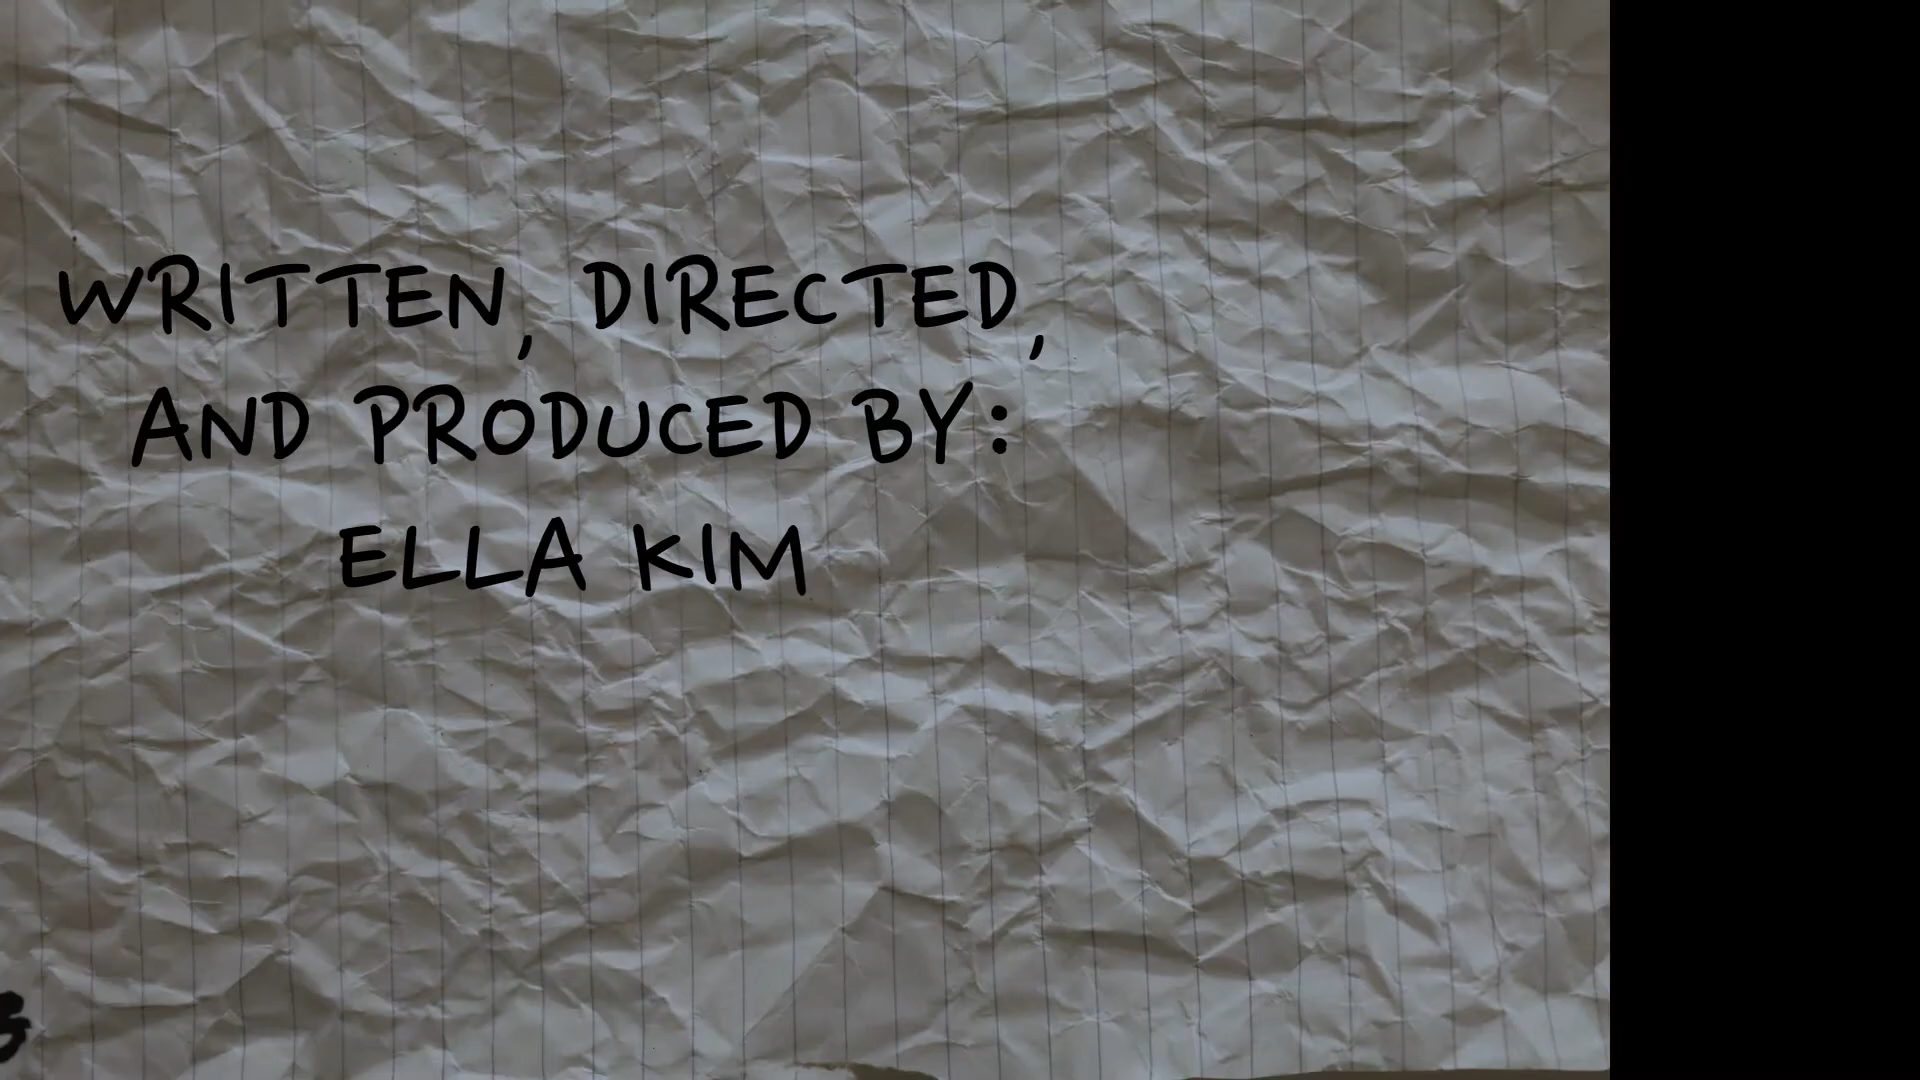 WRITTEN, DIRECTED,
AND PRODUCED BY:
ELLA KIM